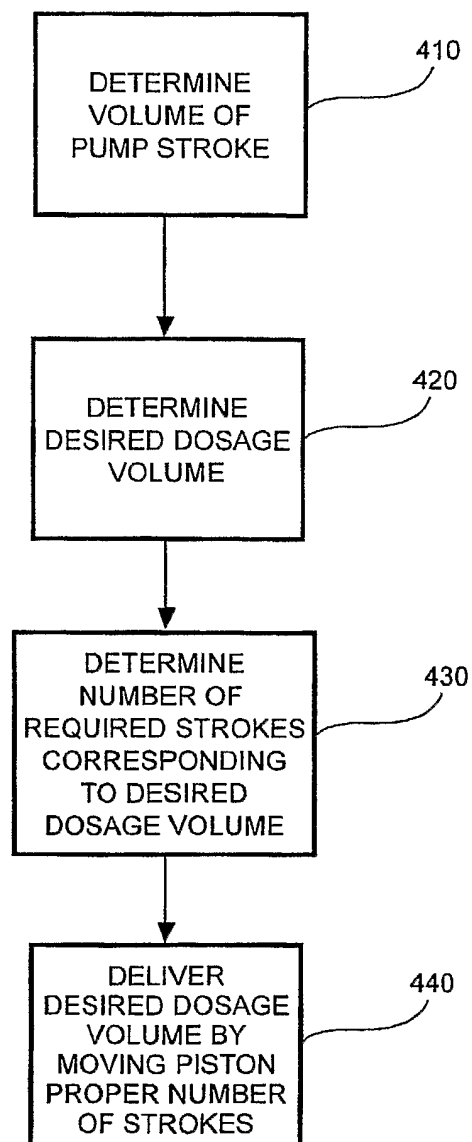 DETERMINE
VOLUME OF
PUMP STROKE
410
DETERMINE
DESIRED DOSAGE
VOLUME
420
DETERMINE
NUMBER OF
REQUIRED STROKES
CORRESPONDING
TO DESIRED
DOSAGE VOLUME
430
DELIVER
DESIRED DOSAGE
VOLUME BY
MOVING PISTON
PROPER NUMBER
OF STROKES
440